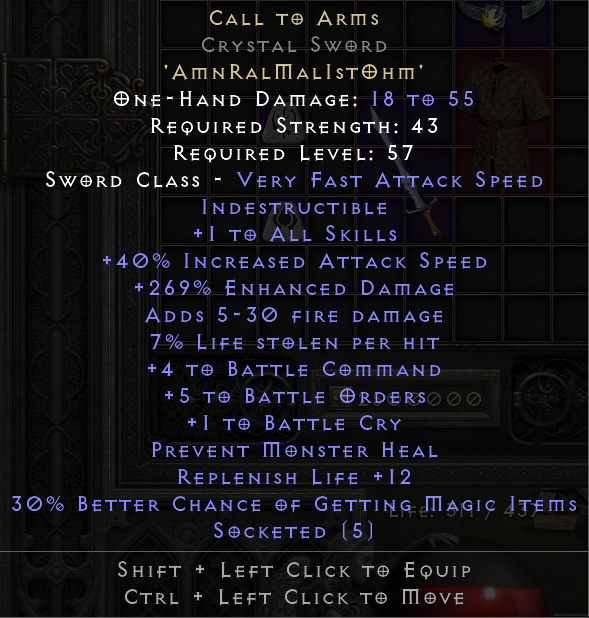 Call to Arms
Crystal Sword
'AmnRalMalIstOhm'
One-Hand Damage: 18 to 55
Required Strength: 43
Required Level: 57
Sword Class - Very Fast Attack Speed
Indestructible
+1 to All Skills
+40% Increased Attack Speed
+269% Enhanced Damage
Adds 5-30 fire damage
7% Life stolen per hit
+4 to Battle Command
+5 to Battle Orders
+1 to Battle Cry
Prevent Monster Heal
Replenish Life +12
30% Better Chance of Getting Magic Items
Socketed (5)
Shift + Left Click to Equip
Ctrl + Left Click to Move